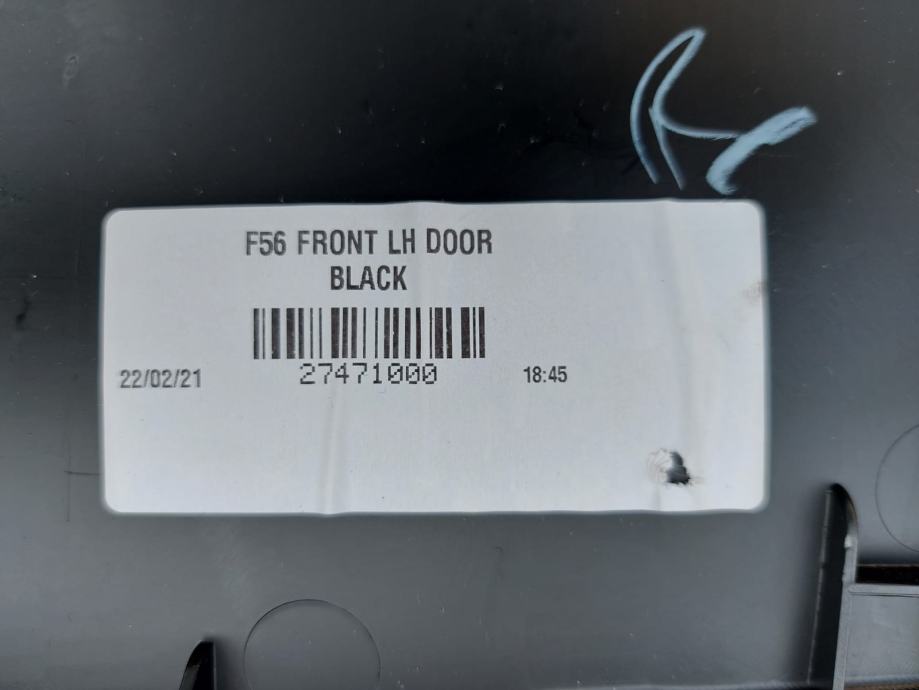 F56 FRONT LH DOOR
BLACK
22/02/21 27471000 18:45